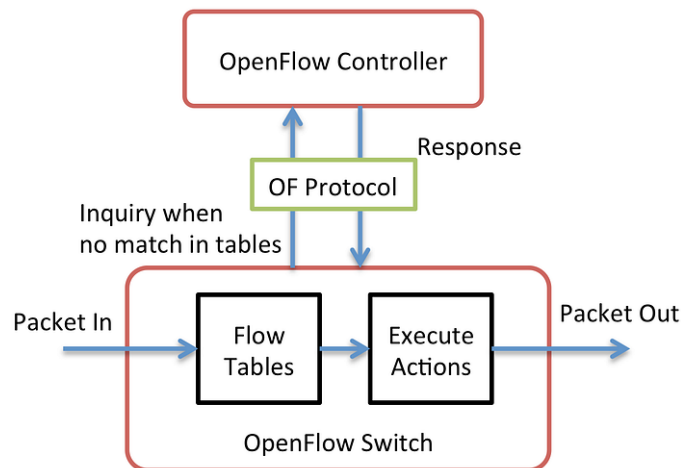 OpenFlow Controller
Response
OF Protocol
Inquiry when
no match in tables
Packet In
Flow
Tables
Execute
Actions
Packet Out
OpenFlow Switch